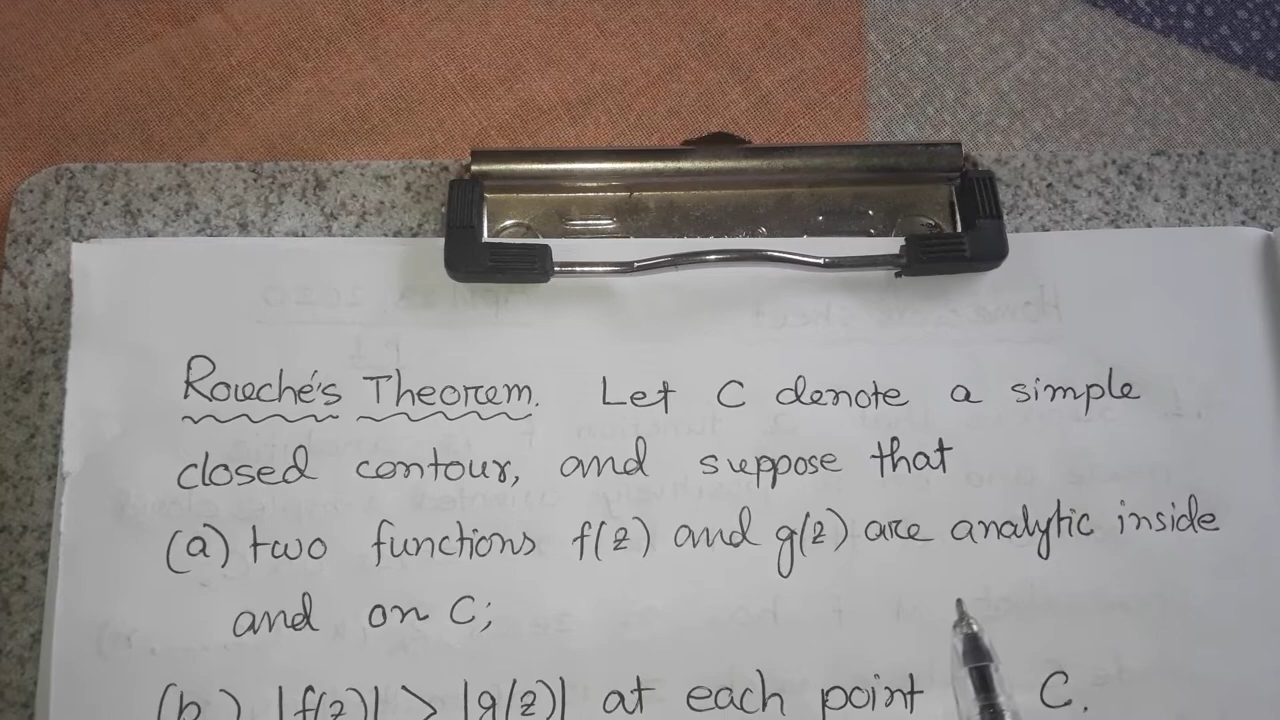 Rouché's Theorem. Let C denote a simple
closed contour, and suppose that
(a) two functions f(z) and g(z) are analytic inside
and on C;
(b) |f(z)| > |g(z)| at each point C.